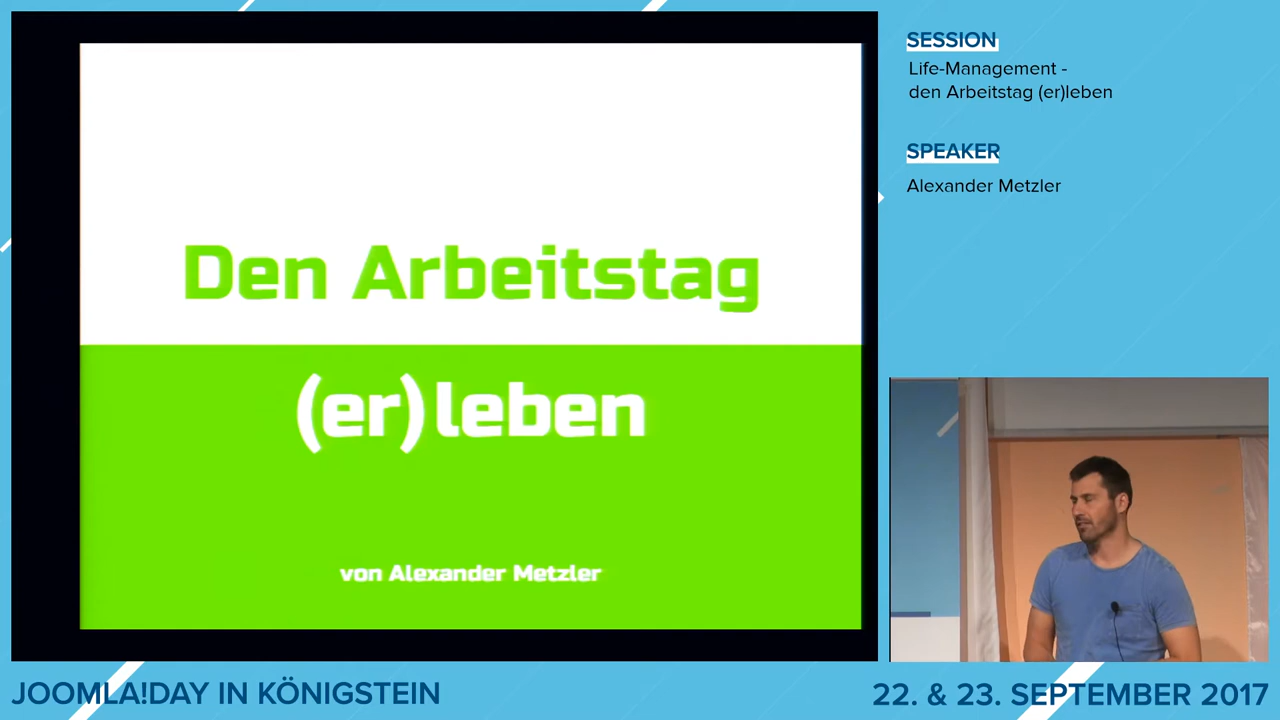 Den Arbeitstag
(er)leben
von Alexander Metzler
SESSION
Life-Management -
den Arbeitstag (er)leben
SPEAKER
Alexander Metzler
JOOMLA!DAY IN KÖNIGSTEIN
22. & 23. SEPTEMBER 2017